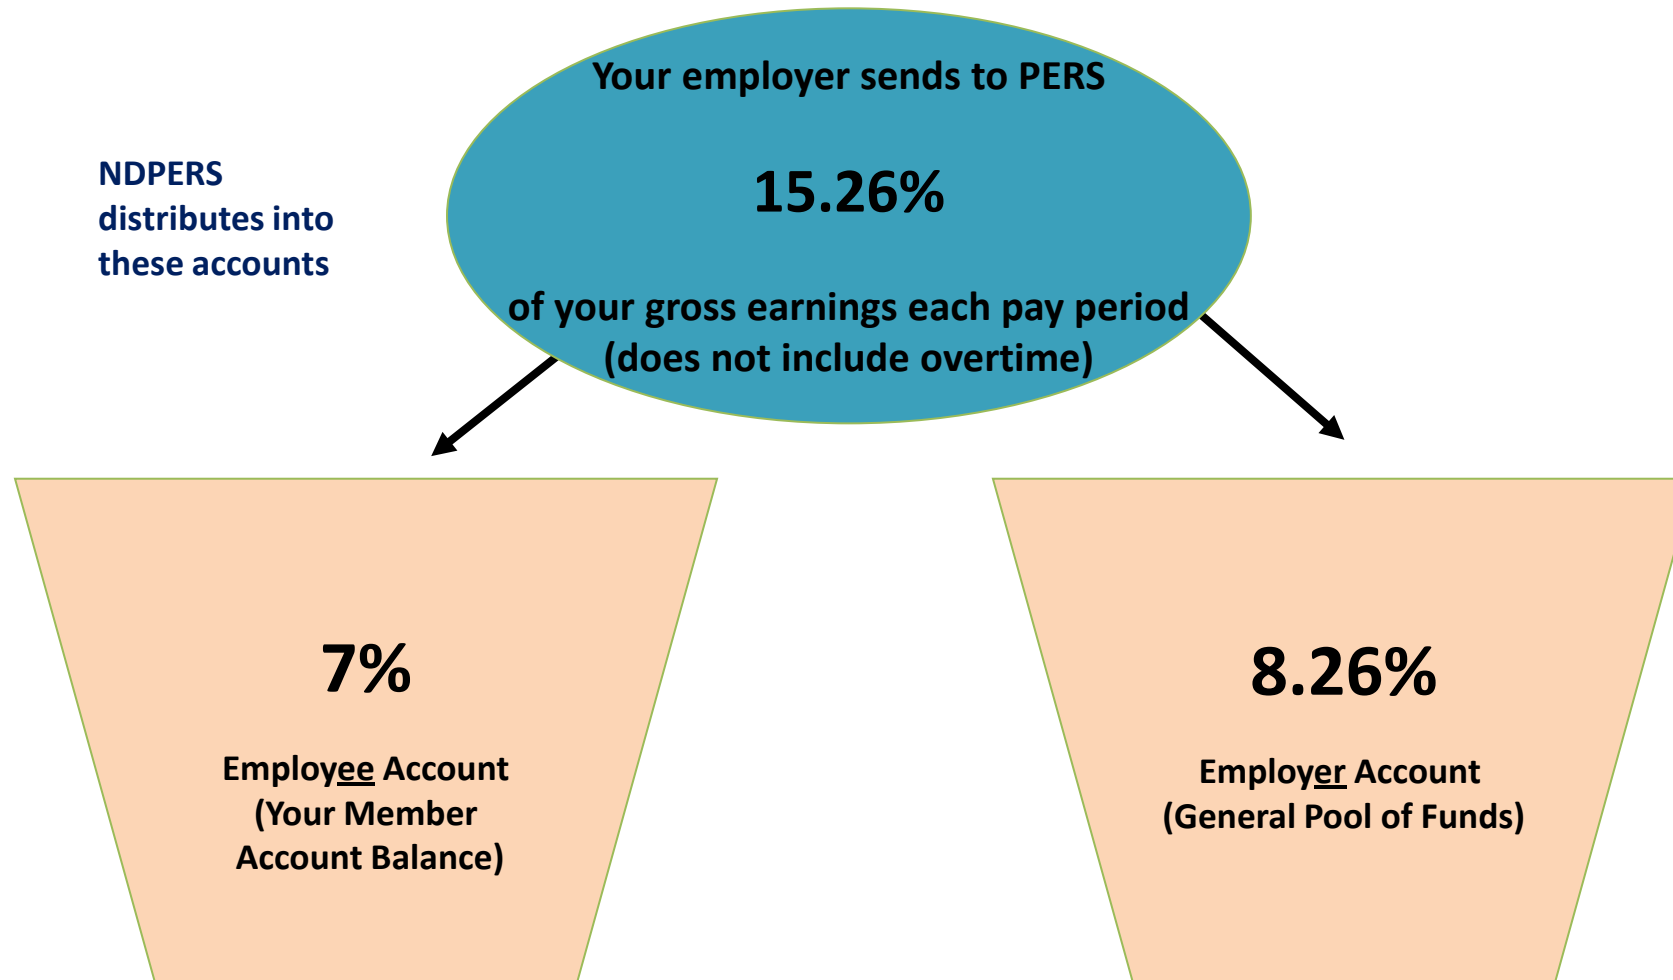 Your employer sends to PERS
15.26%
of your gross earnings each pay period
(does not include overtime)
NDPERS
distributes into
these accounts
7%
Employee Account
(Your Member
Account Balance)
8.26%
Employer Account
(General Pool of Funds)